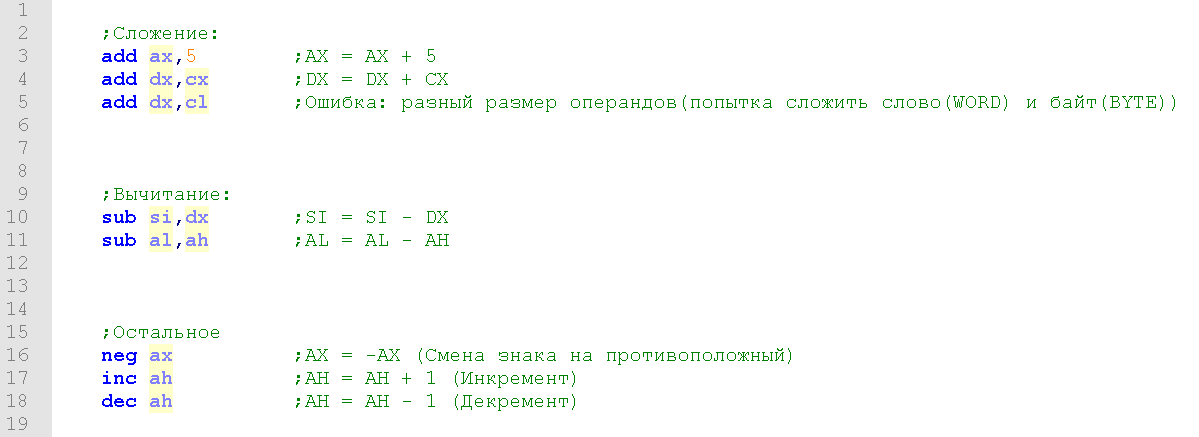 1
2 ;Сложение:
3 add ax,5 ;AX = AX + 5
4 add dx,cx ;DX = DX + CX
5 add dx,cl ;Ошибка: разный размер операндов(попытка сложить слово(WORD) и байт(BYTE))
6
7
8
9 ;Вычитание:
10 sub si,dx ;SI = SI - DX
11 sub al,ah ;AL = AL - AH
12
13
14
15 ;Остальное
16 neg ax ;AX = -AX (Смена знака на противоположный)
17 inc ah ;AH = AH + 1 (Инкремент)
18 dec ah ;AH = AH - 1 (Декремент)
19